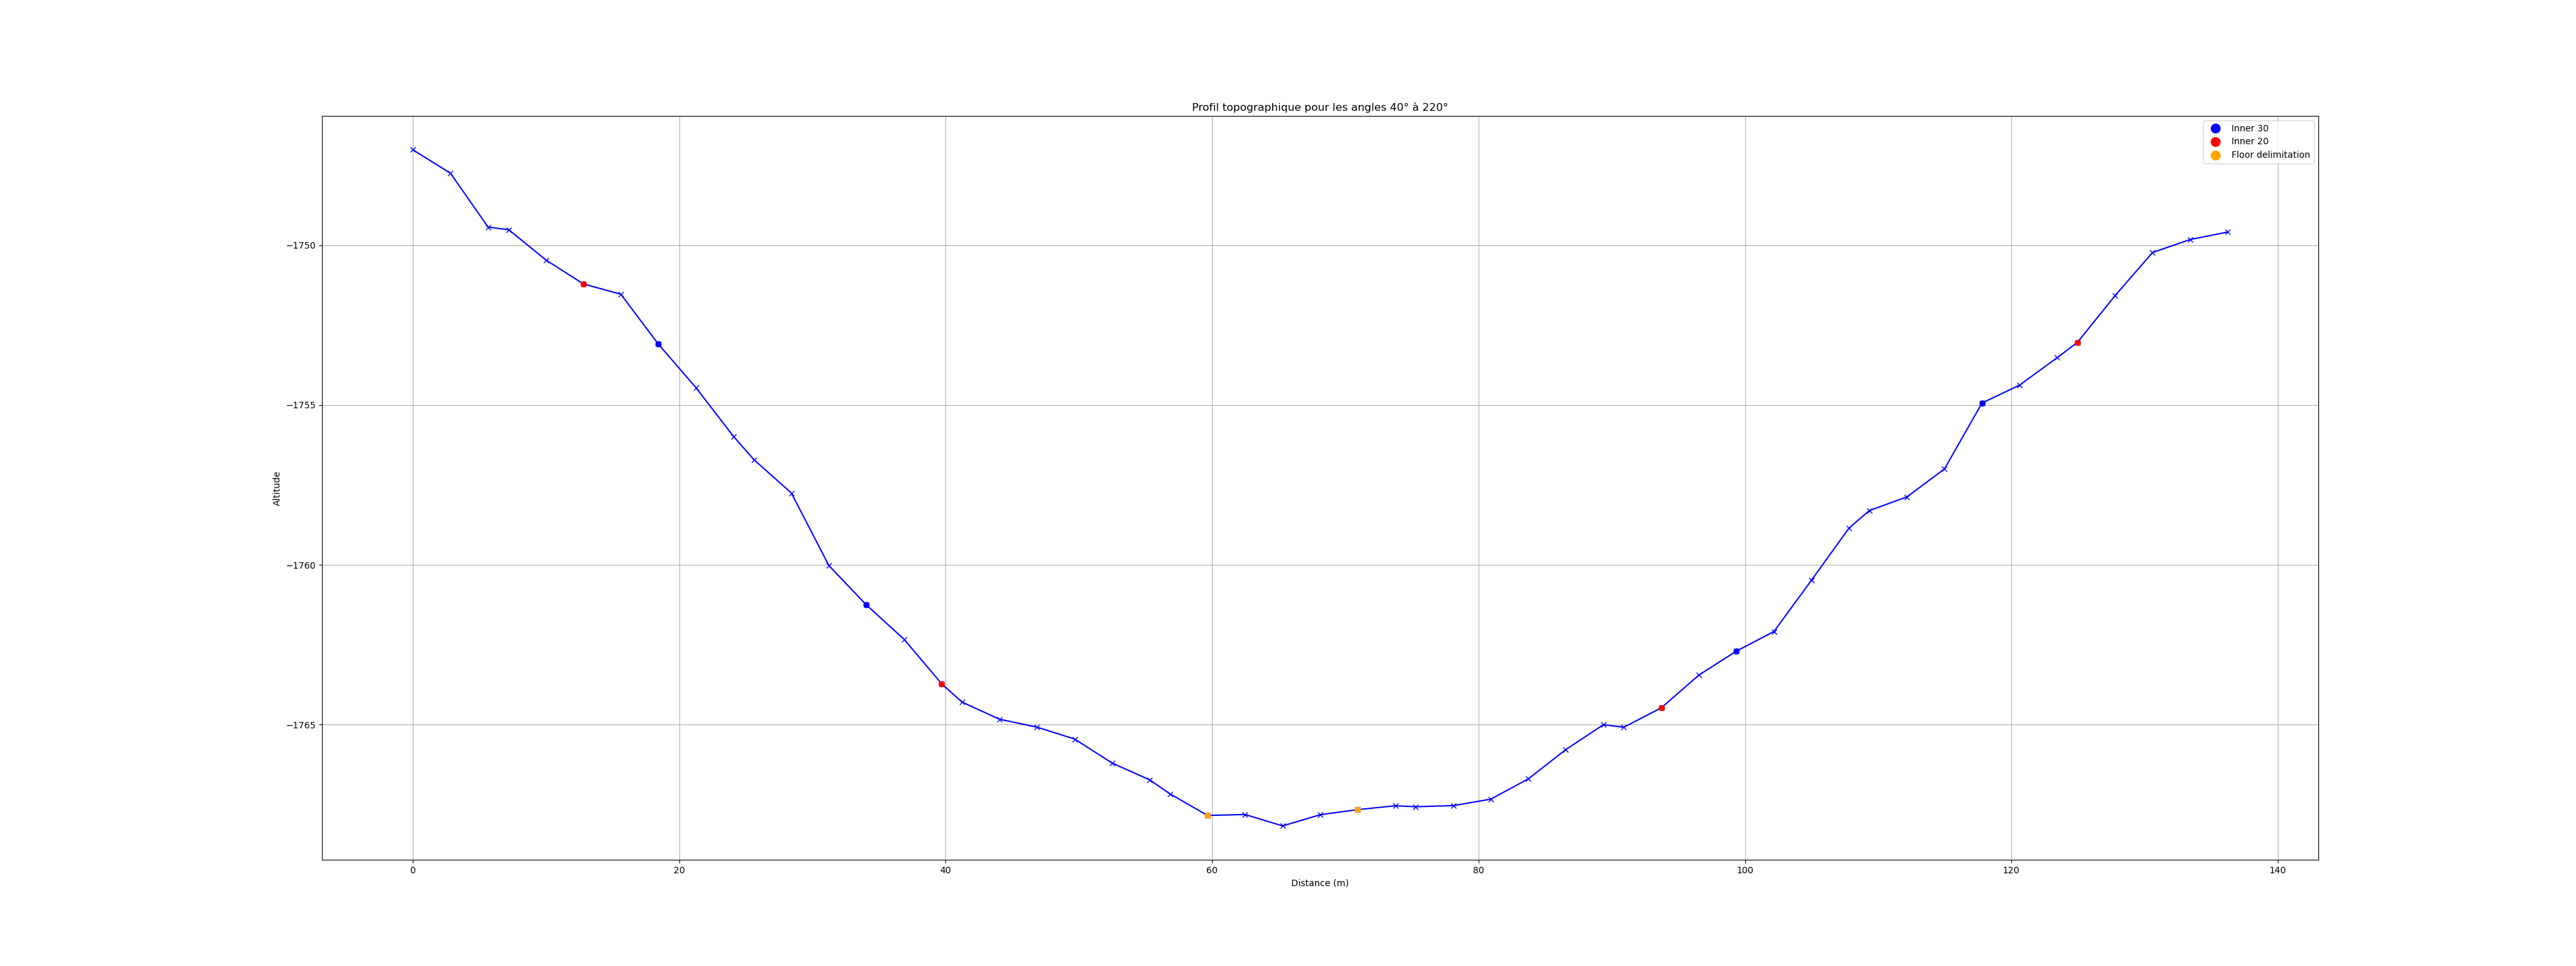 Profil topographique pour les angles 40° à 220°
Inner 30
Inner 20
Floor delimitation
Altitude
−1750
−1755
−1760
−1765
0 20 40 60 80 100 120 140
Distance (m)